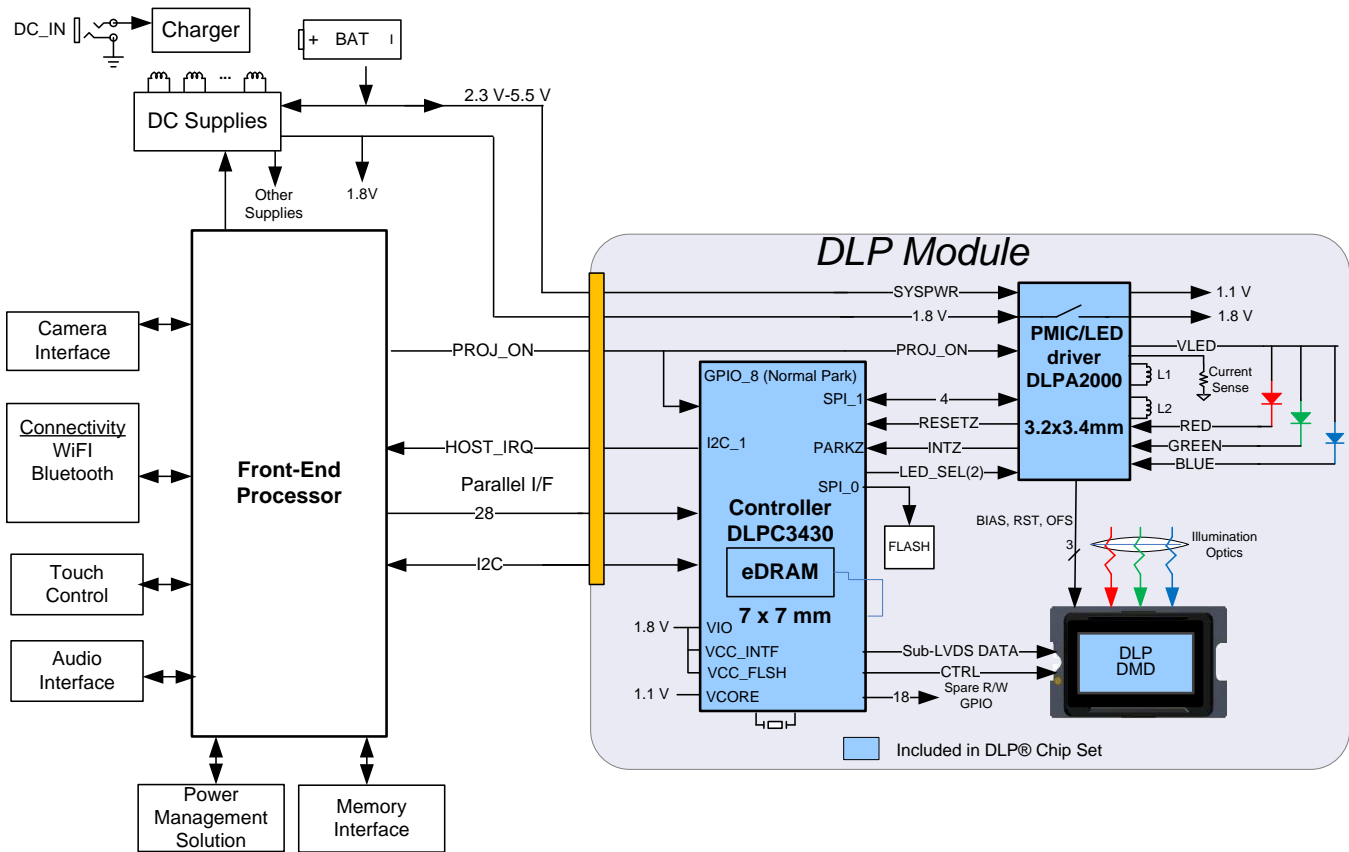 DC_IN
Charger
+ BAT
DC Supplies
...
2.3 V-5.5 V
Other
Supplies
1.8V
DLP Module
Camera
Interface
Connectivity
WiFI
Bluetooth
Touch
Control
Audio
Interface
Front-End
Processor
Power
Management
Solution
Memory
Interface
PROJ_ON
HOST_IRQ
Parallel I/F
28
I2C
SYSPWR
1.8 V
PROJ_ON
GPIO_8 (Normal Park)
SPI_1
4
RESETZ
I2C_1
PARKZ
INTZ
LED_SEL(2)
SPI_0
Controller
DLPC3430
eDRAM
7 x 7 mm
FLASH
1.8 V
VIO
VCC_INTF
VCC_FLSH
1.1 V
VCORE
Sub-LVDS DATA
CTRL
18
Spare R/W
GPIO
PMIC/LED
driver
DLPA2000
3.2x3.4mm
1.1 V
1.8 V
VLED
L1
Current
Sense
L2
RED
GREEN
BLUE
BIAS, RST, OFS
3
Illumination
Optics
DLP
DMD
Included in DLP® Chip Set